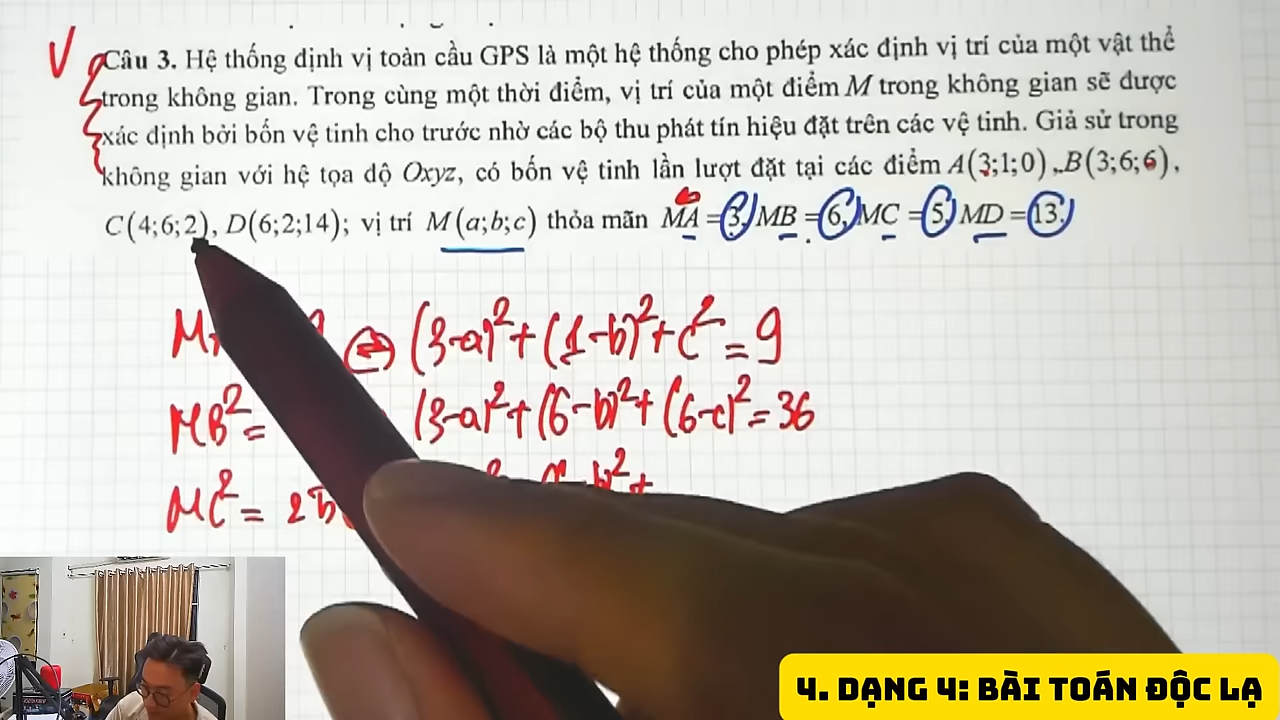 V
Câu 3. Hệ thống định vị toàn cầu GPS là một hệ thống cho phép xác định vị trí của một vật thể
trong không gian. Trong cùng một thời điểm, vị trí của một điểm M trong không gian sẽ được
xác định bởi bốn vệ tinh cho trước nhờ các bộ thu phát tín hiệu đặt trên các vệ tinh. Giả sử trong
không gian với hệ tọa độ Oxyz, có bốn vệ tinh lần lượt đặt tại các điểm A(3;1;0), B(3;6;6),
C(4;6;2), D(6;2;14); vị trí M(a;b;c) thỏa mãn MA=3, MB=6, MC=5, MD=13.
⇔ (3-a)²+(1-b)²+c²=9
MB²= (3-a)²+(6-b)²+(6-c)²=36
MC²= 25
4. DẠNG 4: BÀI TOÁN ĐỘC LẠ